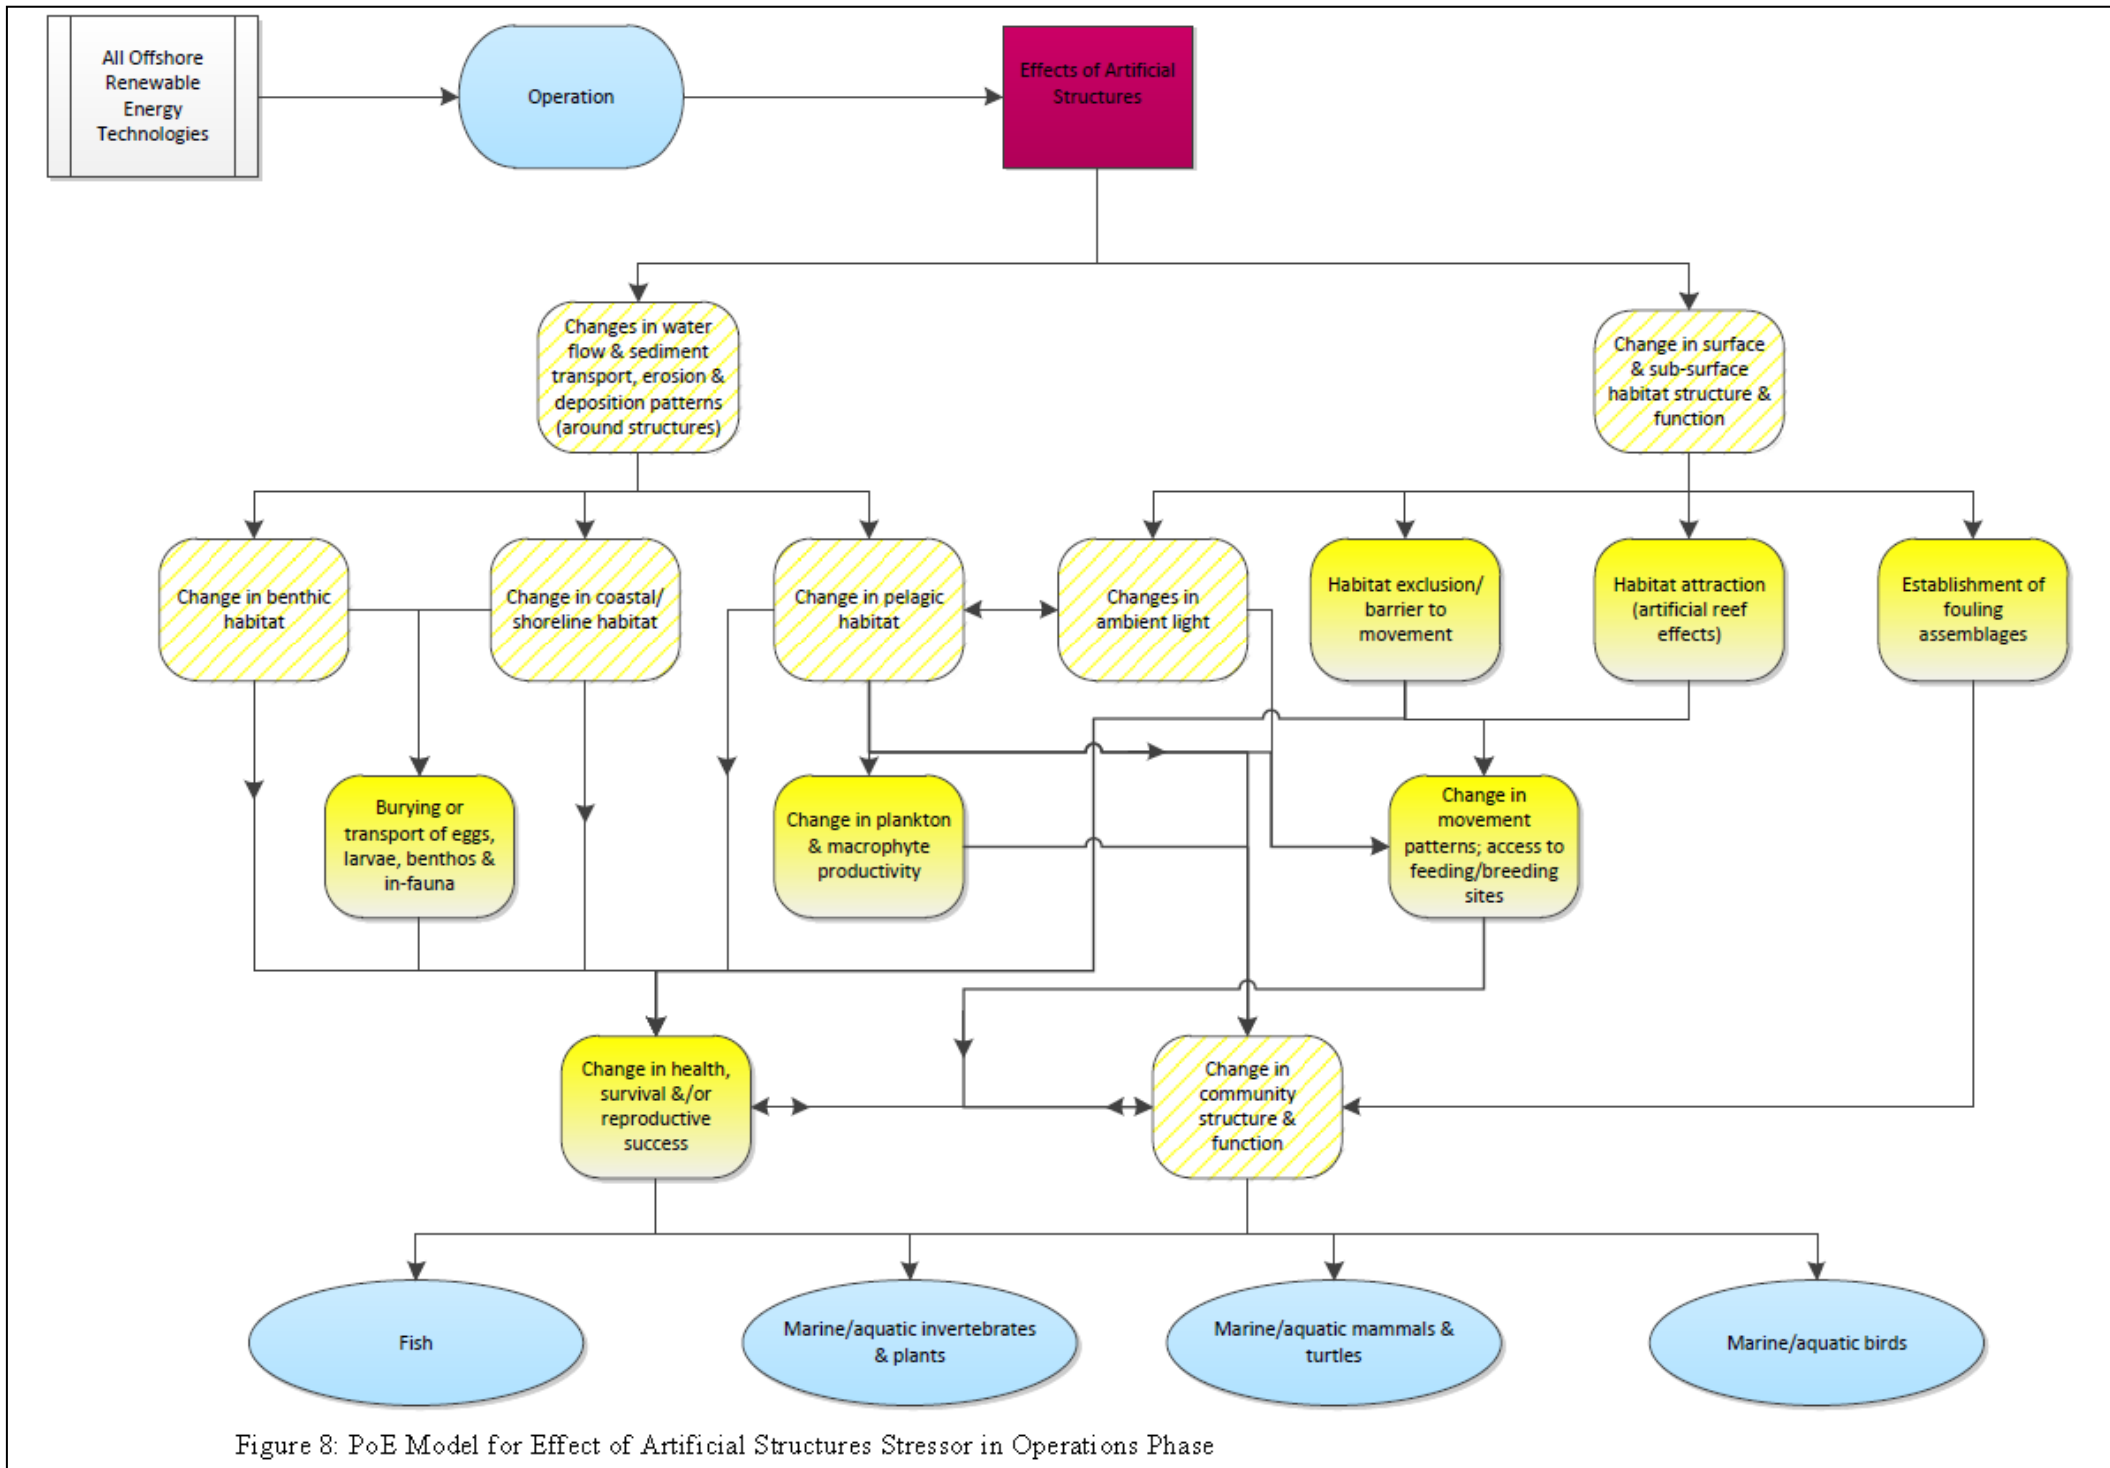 All Offshore
Renewable
Energy
Technologies
Operation
Effects of Artificial
Structures
Changes in water
flow & sediment
transport, erosion &
deposition patterns
(around structures)
Change in surface
& sub-surface
habitat structure &
function
Change in benthic
habitat
Change in coastal/
shoreline habitat
Change in pelagic
habitat
Changes in
ambient light
Habitat exclusion/
barrier to
movement
Habitat attraction
(artificial reef
effects)
Establishment of
fouling
assemblages
Burying or
transport of eggs,
larvae, benthos &
in-fauna
Change in plankton
& macrophyte
productivity
Change in
movement
patterns; access to
feeding/breeding
sites
Change in health,
survival &/or
reproductive
success
Change in
community
structure &
function
Fish
Marine/aquatic invertebrates
& plants
Marine/aquatic mammals &
turtles
Marine/aquatic birds
Figure 8: PoE Model for Effect of Artificial Structures Stressor in Operations Phase